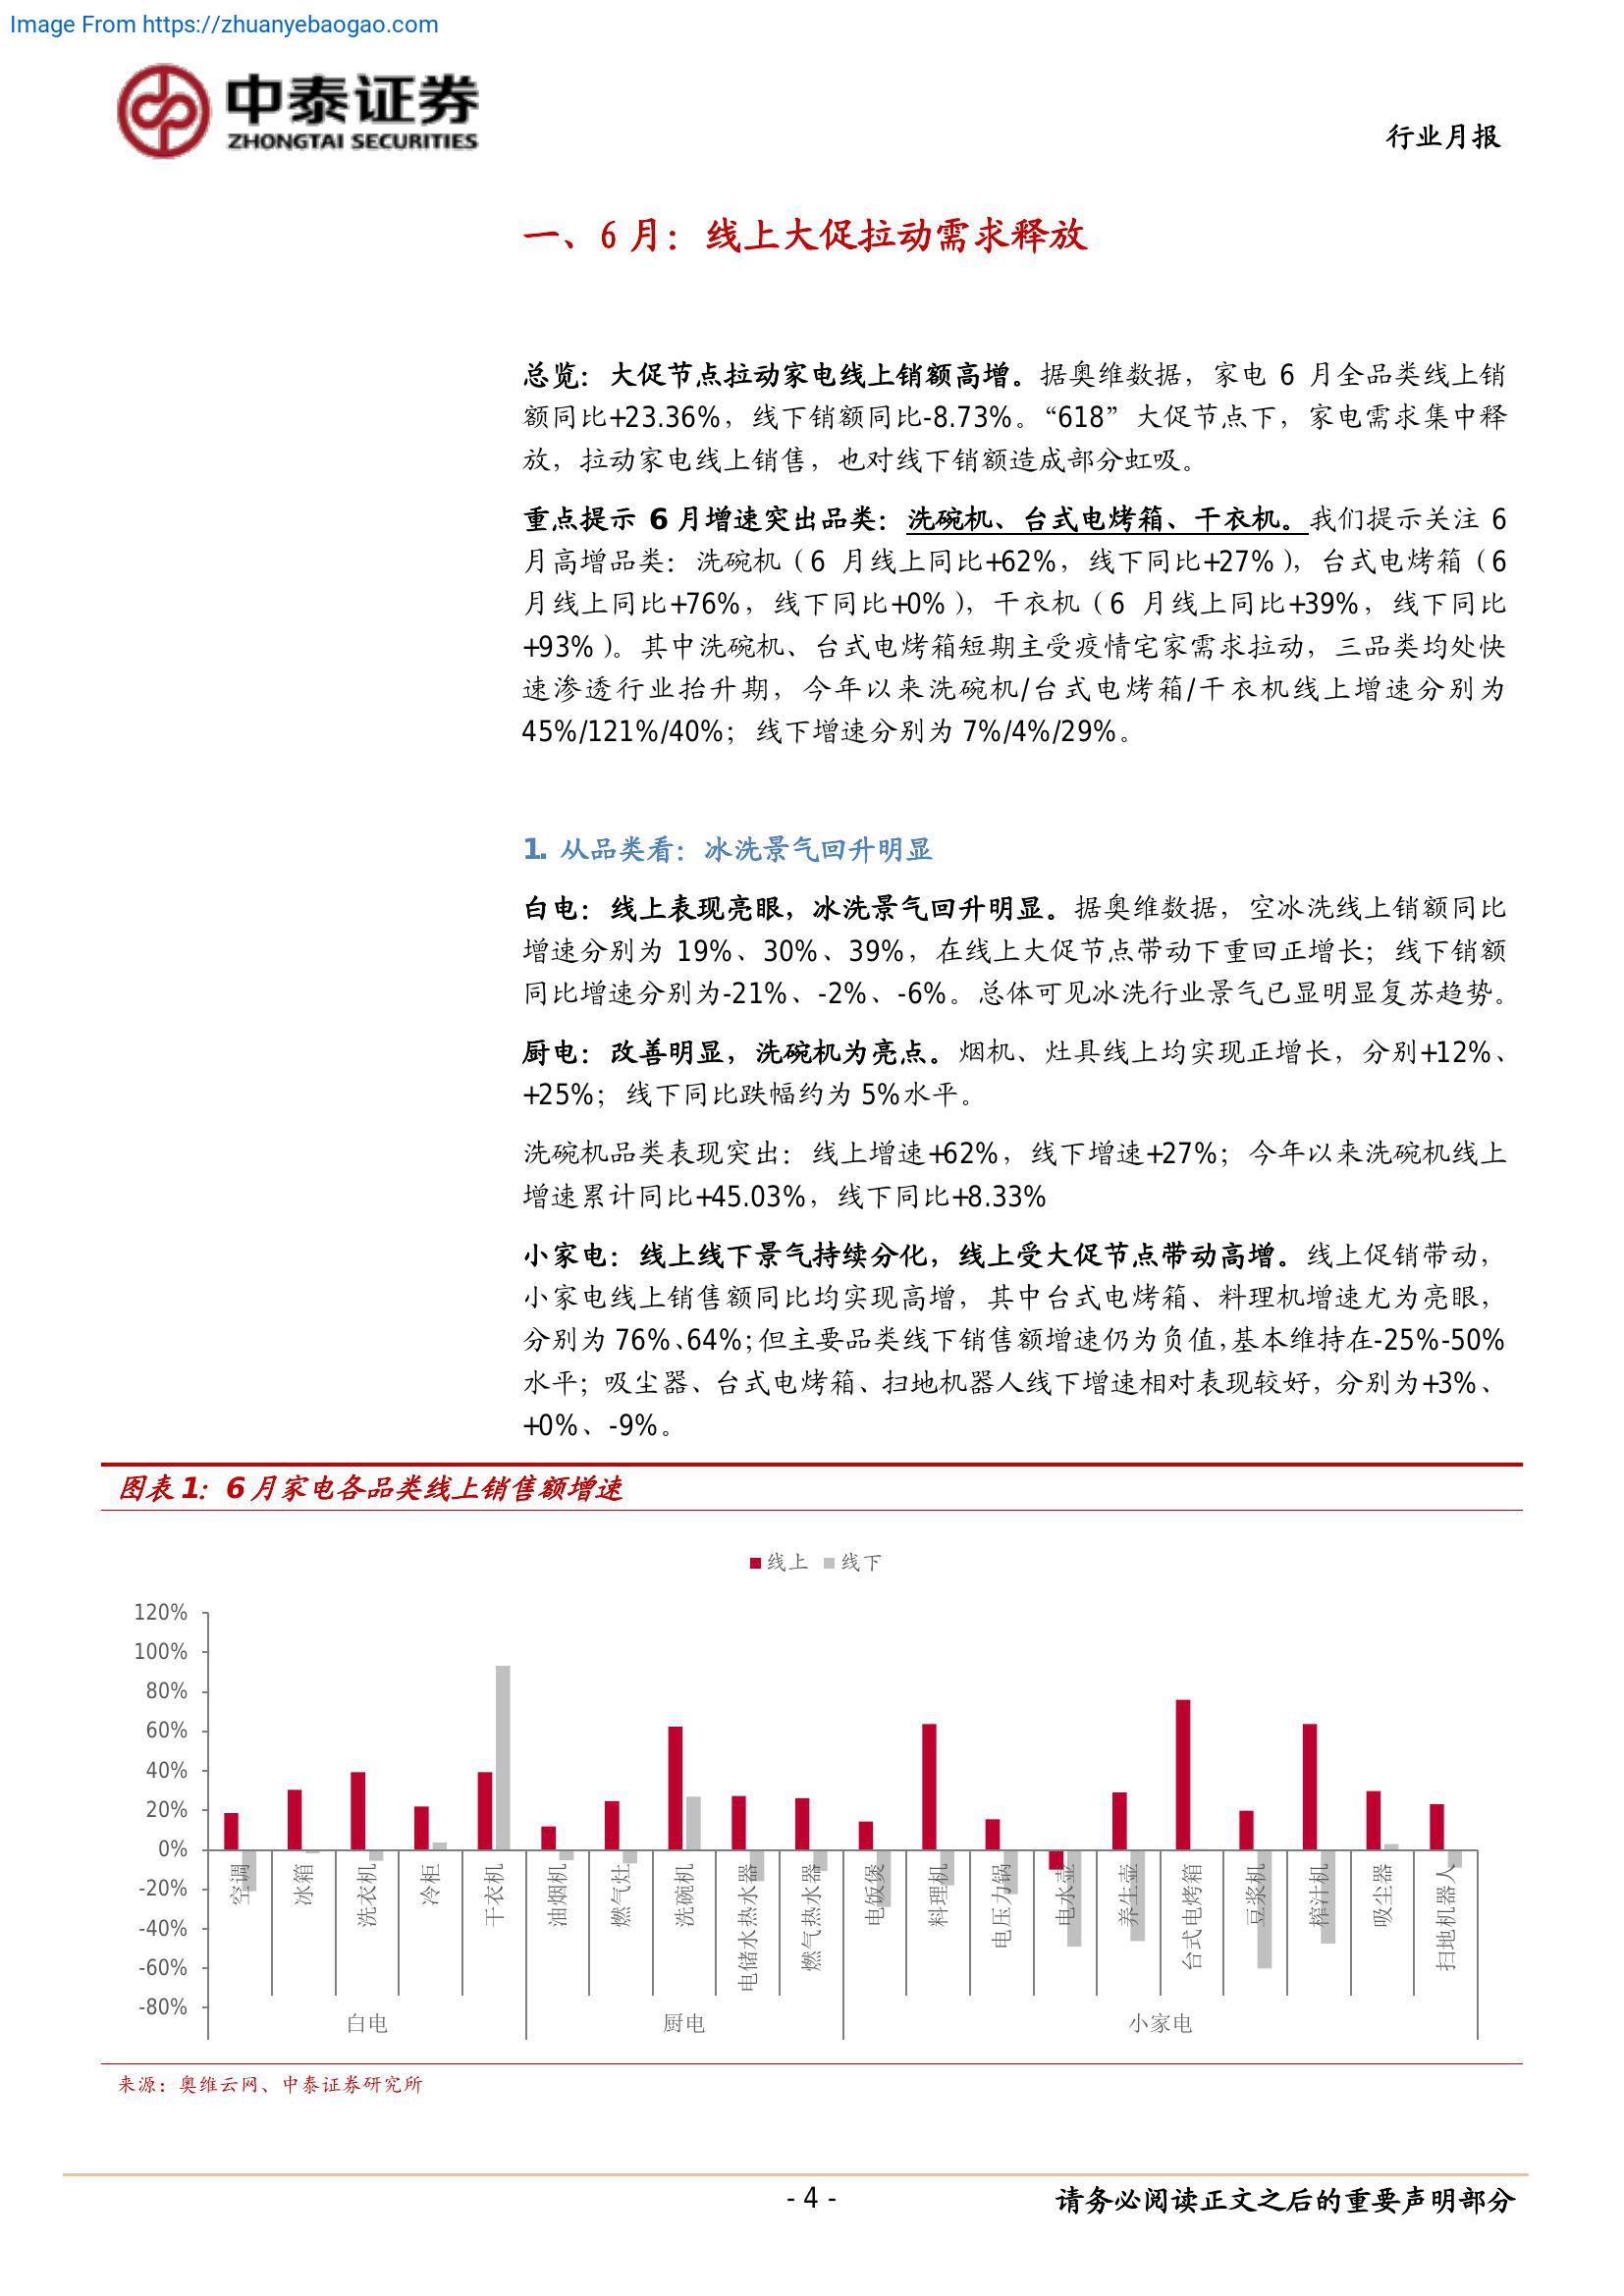 Image From https://zhuanyebaogao.com
中泰证券
ZHONGTAI SECURITIES
行业月报
一、6 月：线上大促拉动需求释放
总览：大促节点拉动家电线上销额高增。据奥维数据，家电 6 月全品类线上销
额同比+23.36%，线下销额同比-8.73%。“618”大促节点下，家电需求集中释
放，拉动家电线上销售，也对线下销额造成部分虹吸。
重点提示 6 月增速突出品类：洗碗机、台式电烤箱、干衣机。我们提示关注 6
月高增品类：洗碗机（6 月线上同比+62%，线下同比+27%），台式电烤箱（6
月线上同比+76%，线下同比+0%），干衣机（6 月线上同比+39%，线下同比
+93%）。其中洗碗机、台式电烤箱短期主受疫情宅家需求拉动，三品类均处快
速渗透行业抬升期，今年以来洗碗机/台式电烤箱/干衣机线上增速分别为
45%/121%/40%；线下增速分别为 7%/4%/29%。
1. 从品类看：冰洗景气回升明显
白电：线上表现亮眼，冰洗景气回升明显。据奥维数据，空冰洗线上销额同比
增速分别为 19%、30%、39%，在线上大促节点带动下重回正增长；线下销额
同比增速分别为-21%、-2%、-6%。总体可见冰洗行业景气已显明显复苏趋势。
厨电：改善明显，洗碗机为亮点。烟机、灶具线上均实现正增长，分别+12%、
+25%；线下同比跌幅约为 5%水平。
洗碗机品类表现突出：线上增速+62%，线下增速+27%；今年以来洗碗机线上
增速累计同比+45.03%，线下同比+8.33%
小家电：线上线下景气持续分化，线上受大促节点带动高增。线上促销带动，
小家电线上销售额同比均实现高增，其中台式电烤箱、料理机增速尤为亮眼，
分别为 76%、64%；但主要品类线下销售额增速仍为负值，基本维持在-25%-50%
水平；吸尘器、台式电烤箱、扫地机器人线下增速相对表现较好，分别为+3%、
+0%、-9%。
图表 1：6 月家电各品类线上销售额增速
线上 线下
120%
100%
80%
60%
40%
20%
0%
-20%
-40%
-60%
-80%
空调
冰箱
洗衣机
冷柜
干衣机
油烟机
燃气灶
洗碗机
电储水热水器
燃气热水器
电饭煲
料理机
电压力锅
电水壶
养生壶
台式电烤箱
豆浆机
榨汁机
吸尘器
扫地机器人
白电
厨电
小家电
来源：奥维云网、中泰证券研究所
- 4 -
请务必阅读正文之后的重要声明部分